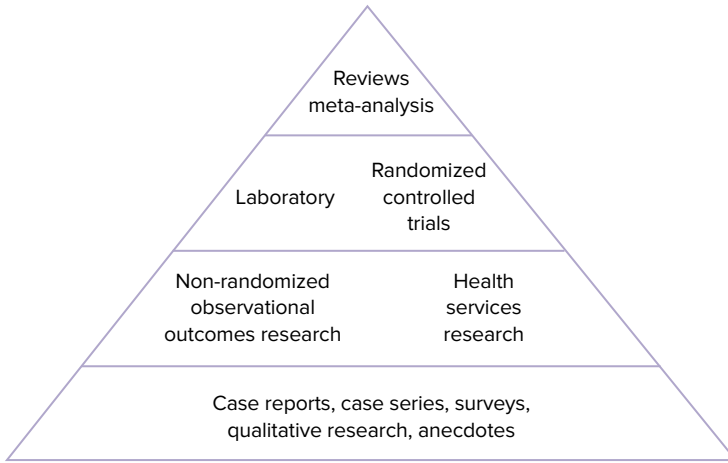 Reviews
meta-analysis
Laboratory
Randomized
controlled
trials
Non-randomized
observational
outcomes research
Health
services
research
Case reports, case series, surveys,
qualitative research, anecdotes